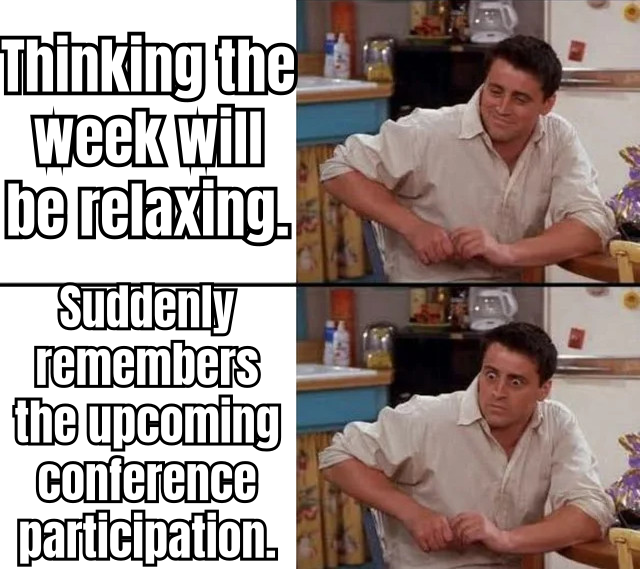 Thinking the
week will
be relaxing.
Suddenly
remembers
the upcoming
conference
participation.